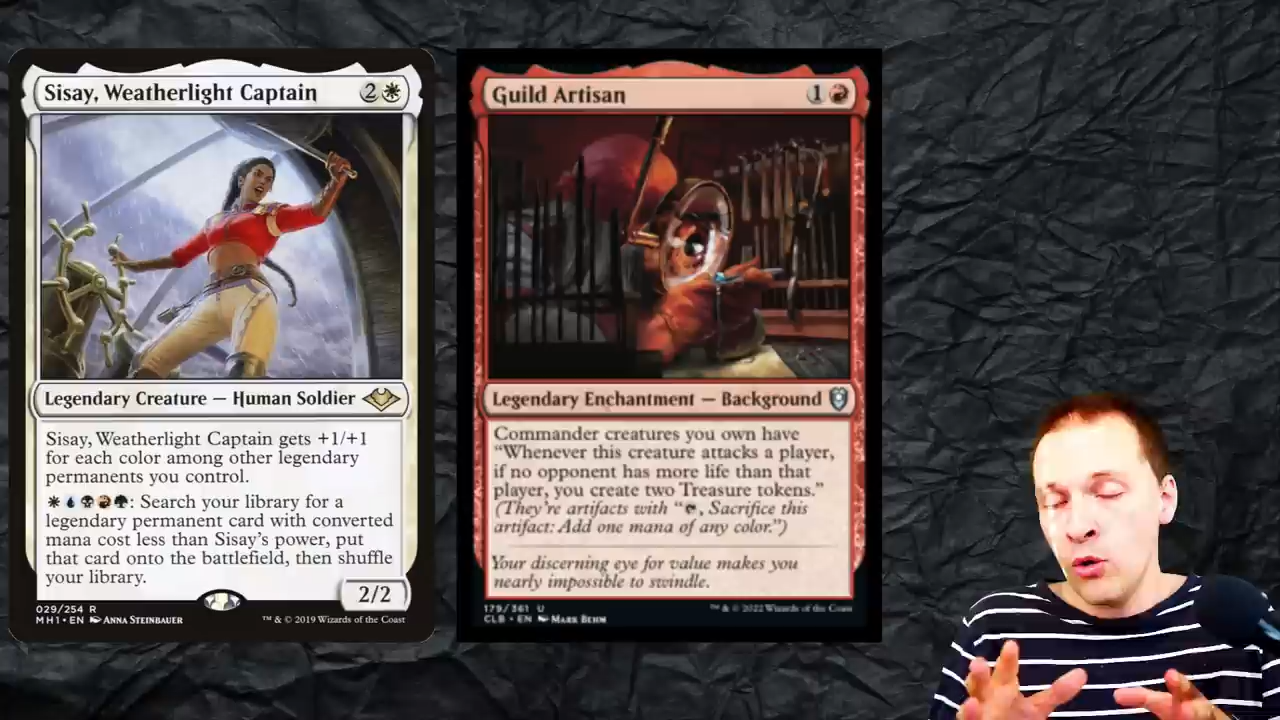 Sisay, Weatherlight Captain 2
Legendary Creature — Human Soldier
Sisay, Weatherlight Captain gets +1/+1
for each color among other legendary
permanents you control.
: Search your library for a
legendary permanent card with converted
mana cost less than Sisay's power, put
that card onto the battlefield, then shuffle
your library.
2/2
029/254 R
MH1 • EN ANNA STEINBAUER
™ & © 2019 Wizards of the Coast
Guild Artisan 1
Legendary Enchantment — Background
Commander creatures you own have
“Whenever this creature attacks a player,
if no opponent has more life than that
player, you create two Treasure tokens.”
(They're artifacts with “, Sacrifice this
artifact: Add one mana of any color.”)
Your discerning eye for value makes you
nearly impossible to swindle.
179/361 U
CLB • EN MARK BEHM
™ & © 2022 Wizards of the Coast